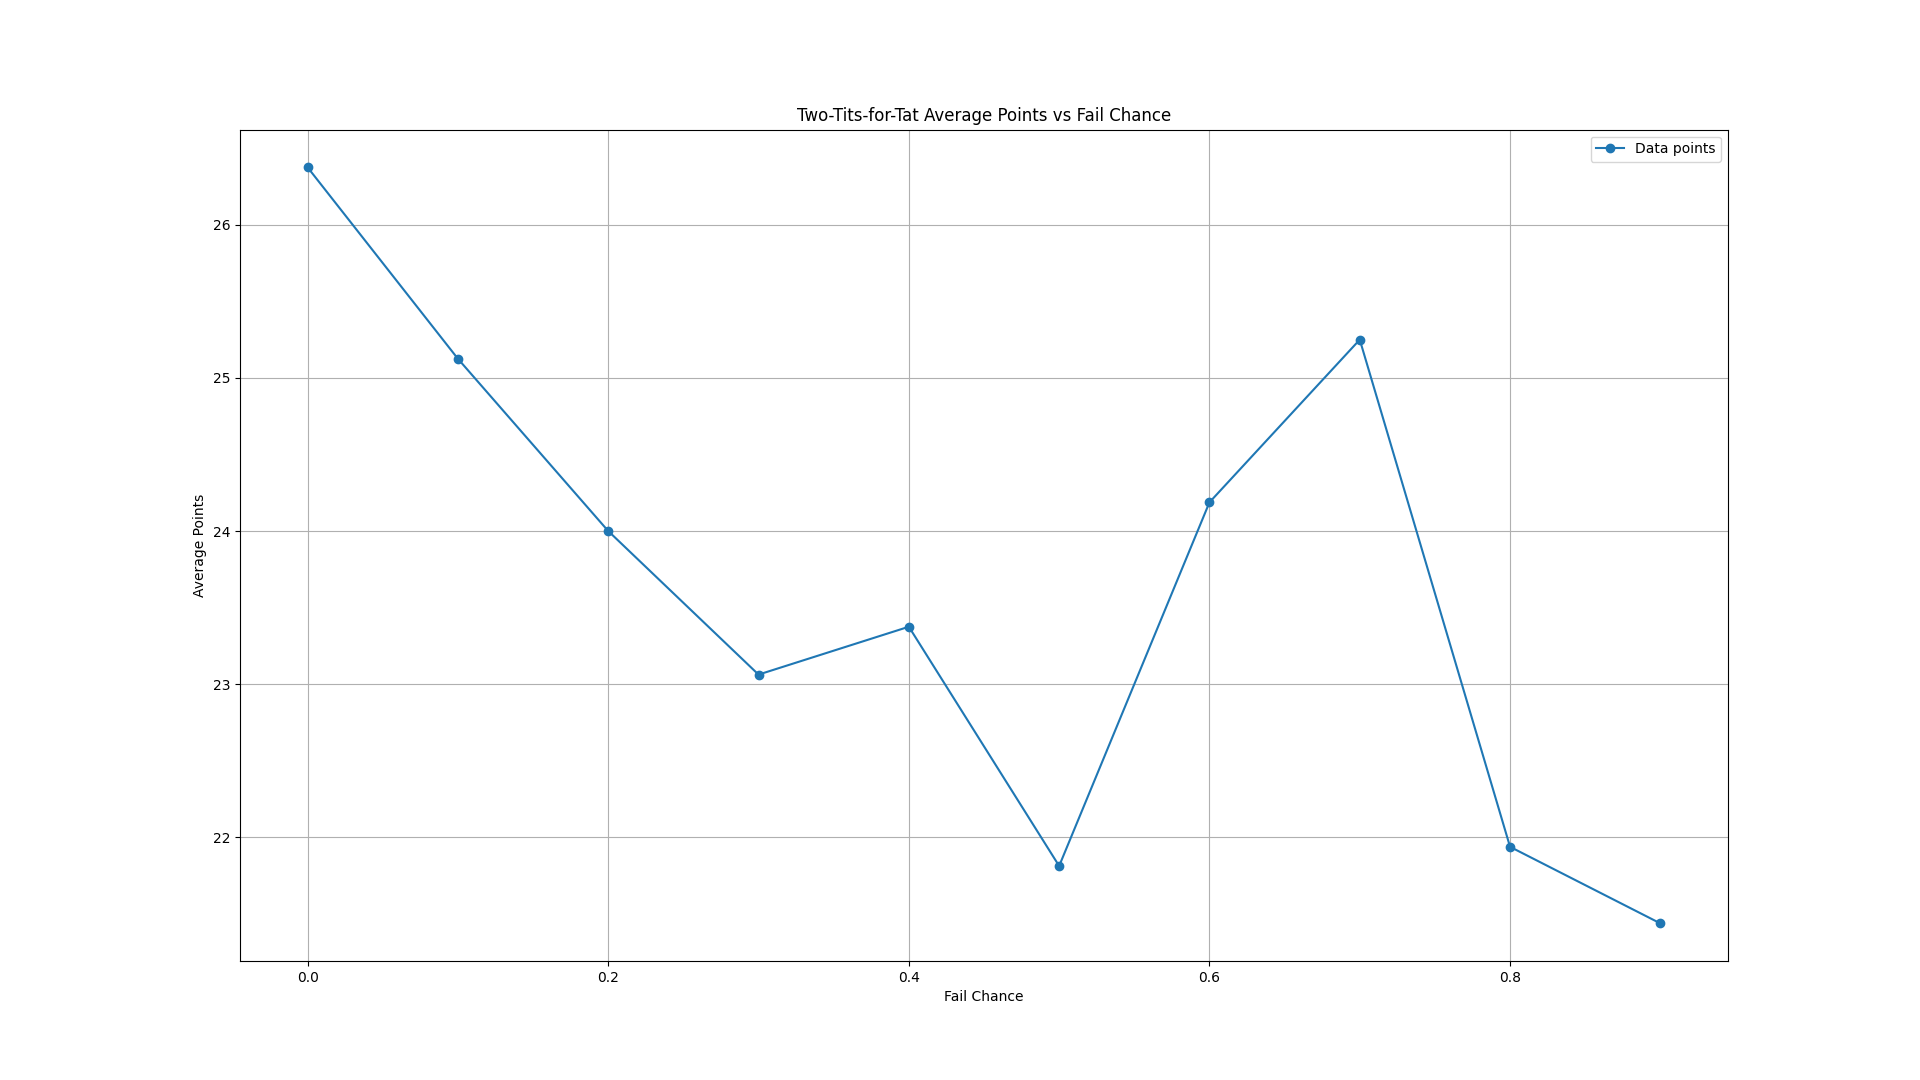 Two-Tits-for-Tat Average Points vs Fail Chance
Data points
26
25
24
23
22
Average Points
0.0 0.2 0.4 0.6 0.8
Fail Chance